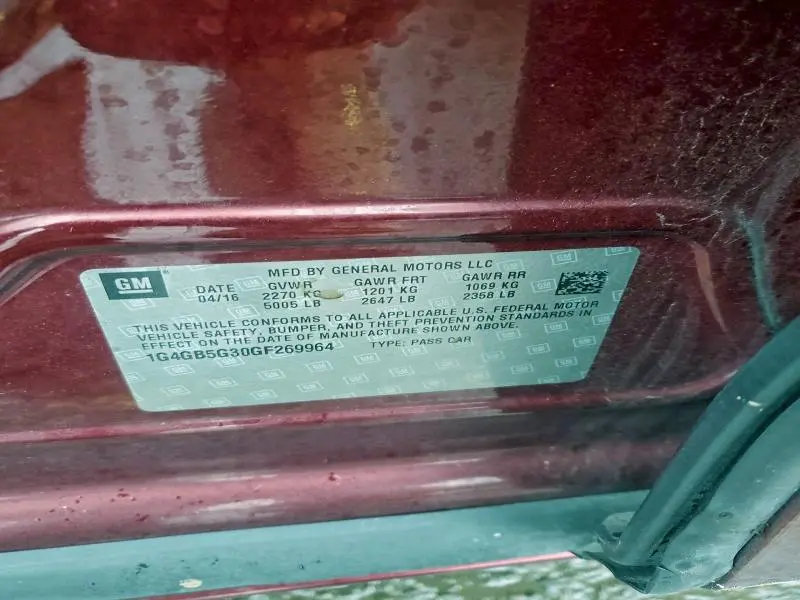 GM
MFD BY GENERAL MOTORS LLC
DATE GVWR GAWR FRT GAWR RR
04/16 2270 KG 1201 KG 1069 KG
5005 LB 2647 LB 2358 LB
THIS VEHICLE CONFORMS TO ALL APPLICABLE U.S. FEDERAL MOTOR
VEHICLE SAFETY, BUMPER, AND THEFT PREVENTION STANDARDS IN
EFFECT ON THE DATE OF MANUFACTURE SHOWN ABOVE.
1G4GB5G30GF269964 TYPE: PASS CAR